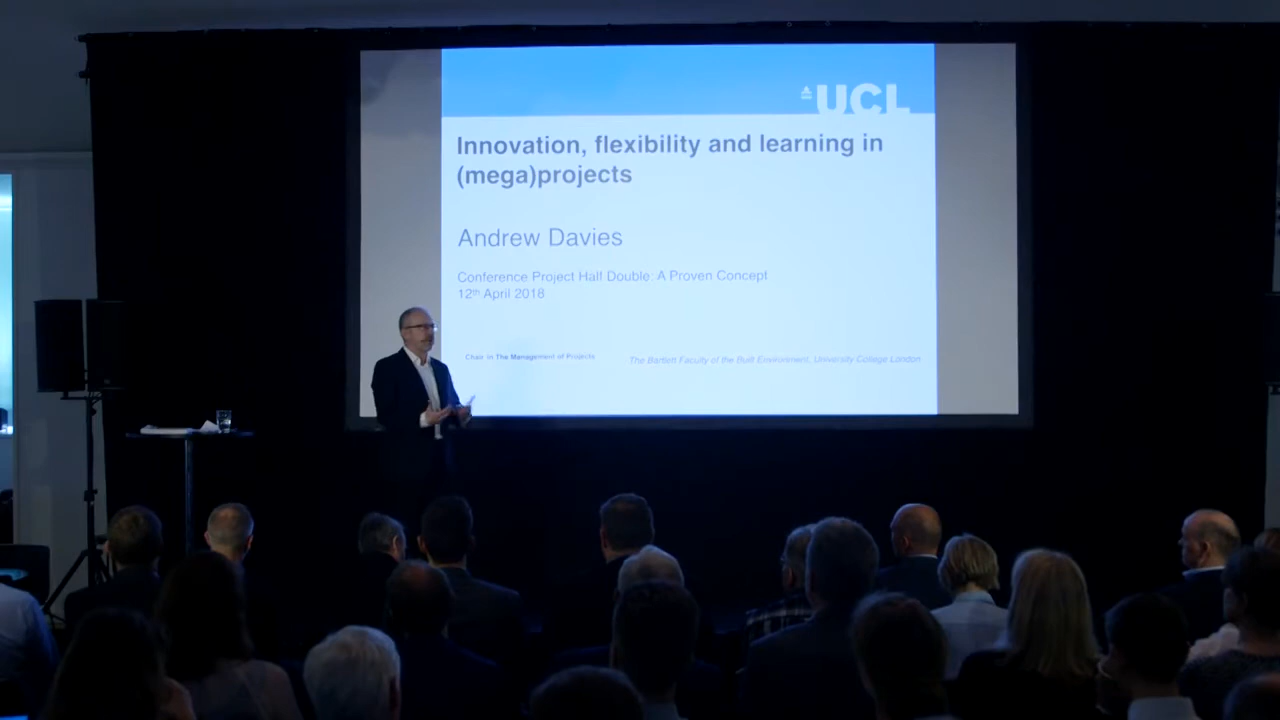 UCL
Innovation, flexibility and learning in
(mega)projects
Andrew Davies
Conference Project Hall Double: A Proven Concept
12th April 2018
Chair in The Management of Projects
The Bartlett Faculty of the Built Environment, University College London